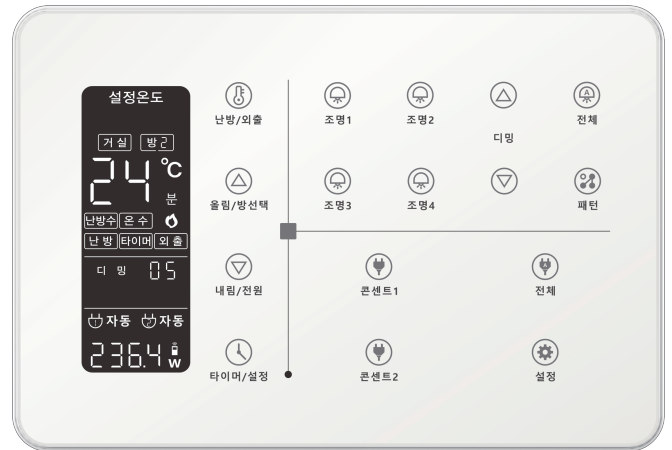 설정온도
거실 방2
24 ℃
분
난방수 온수
난방 타이머 외출
디밍 05
1 자동 2 자동
236.4 W
난방/외출
올림/방선택
내림/전원
타이머/설정
조명1 조명2 A 전체
디밍
조명3 조명4 패턴
콘센트1 A 전체
콘센트2 설정